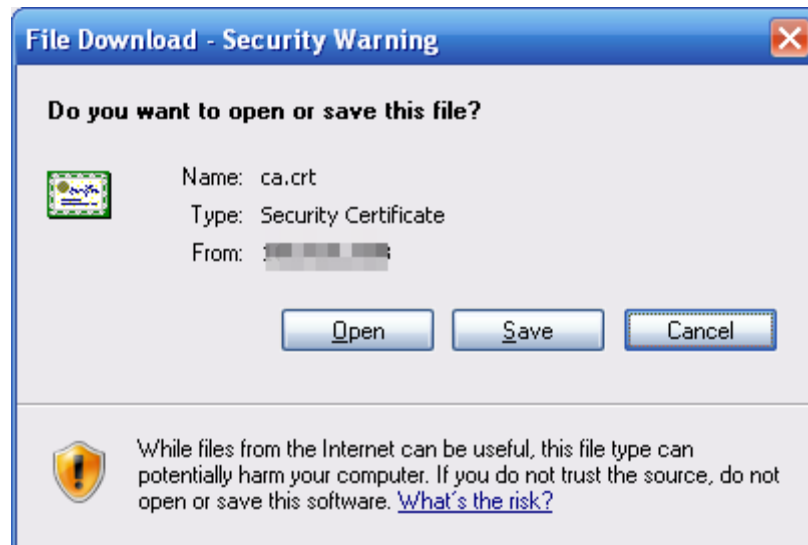 File Download - Security Warning
Do you want to open or save this file?
Name: ca.crt
Type: Security Certificate
From:
Open Save Cancel
While files from the Internet can be useful, this file type can
potentially harm your computer. If you do not trust the source, do not
open or save this software. What's the risk?